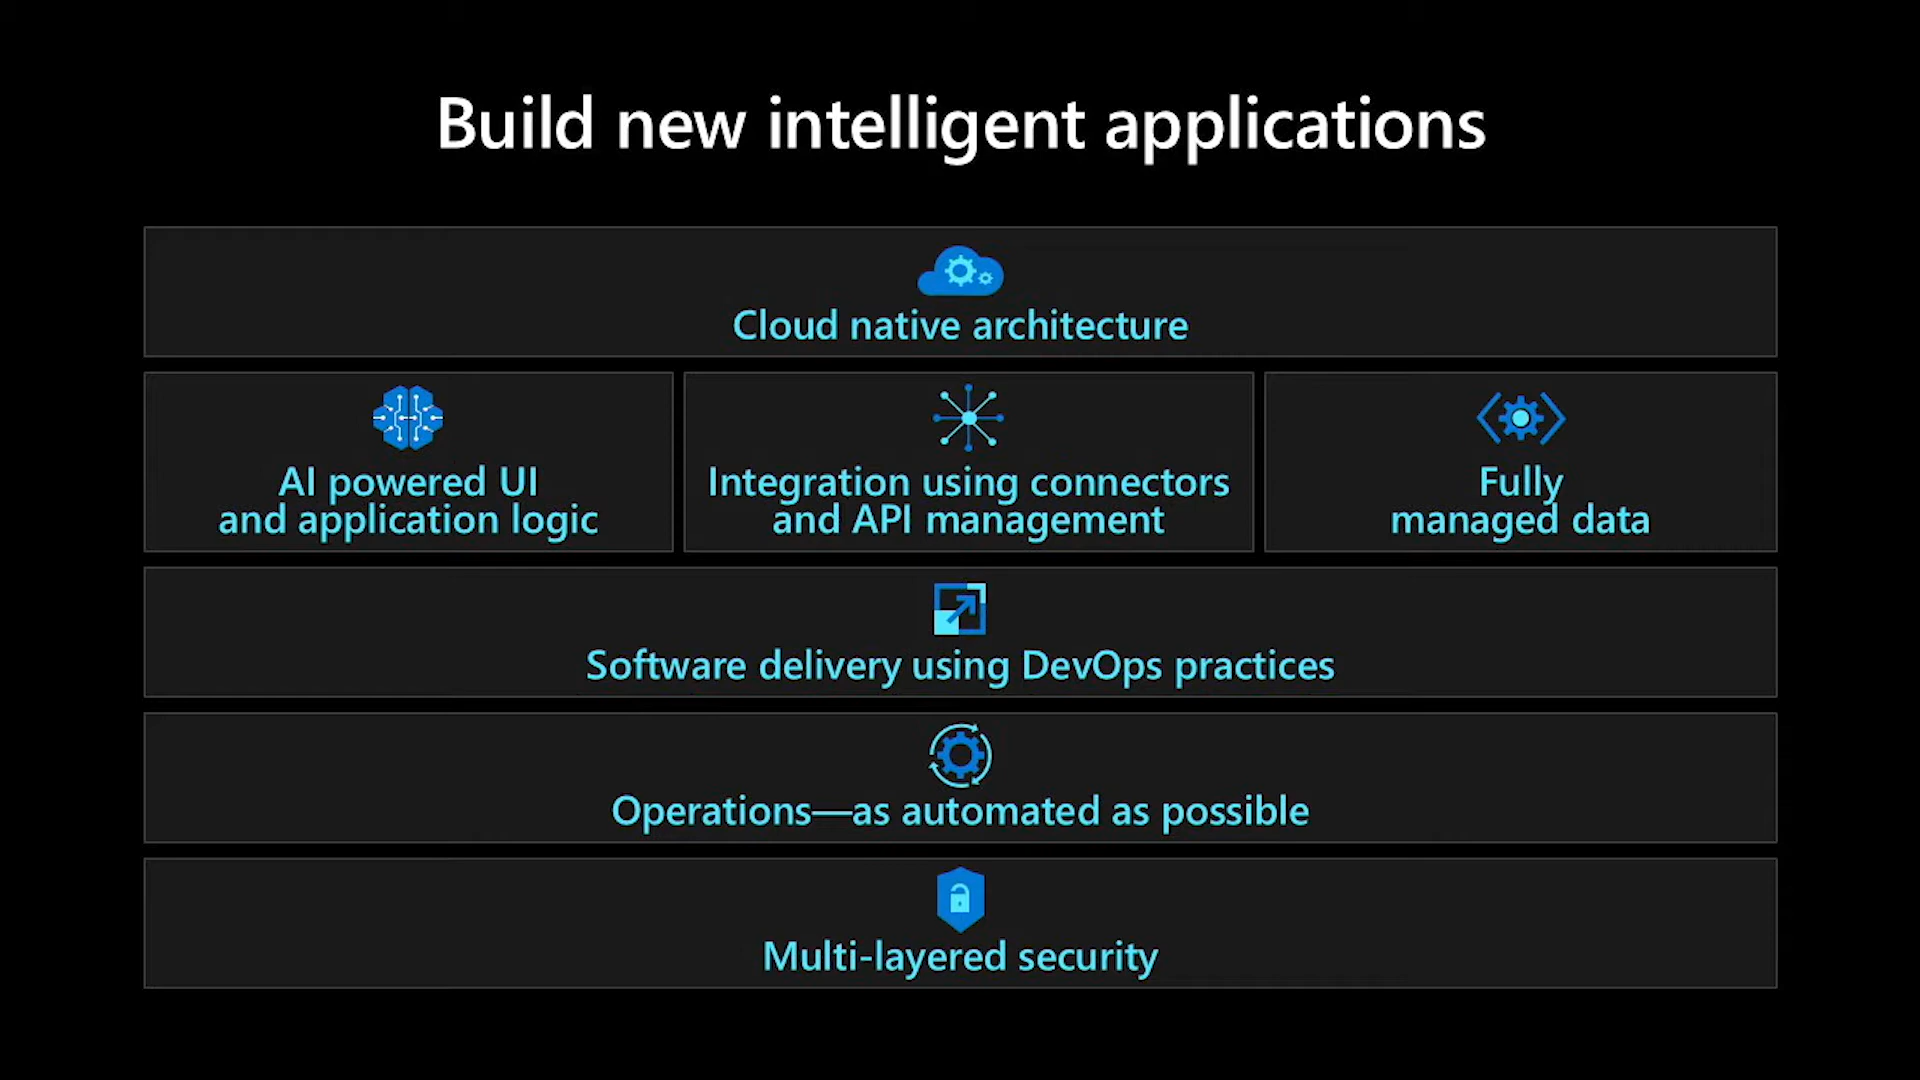 Build new intelligent applications
Cloud native architecture
AI powered UI
and application logic
Integration using connectors
and API management
Fully
managed data
Software delivery using DevOps practices
Operations—as automated as possible
Multi-layered security